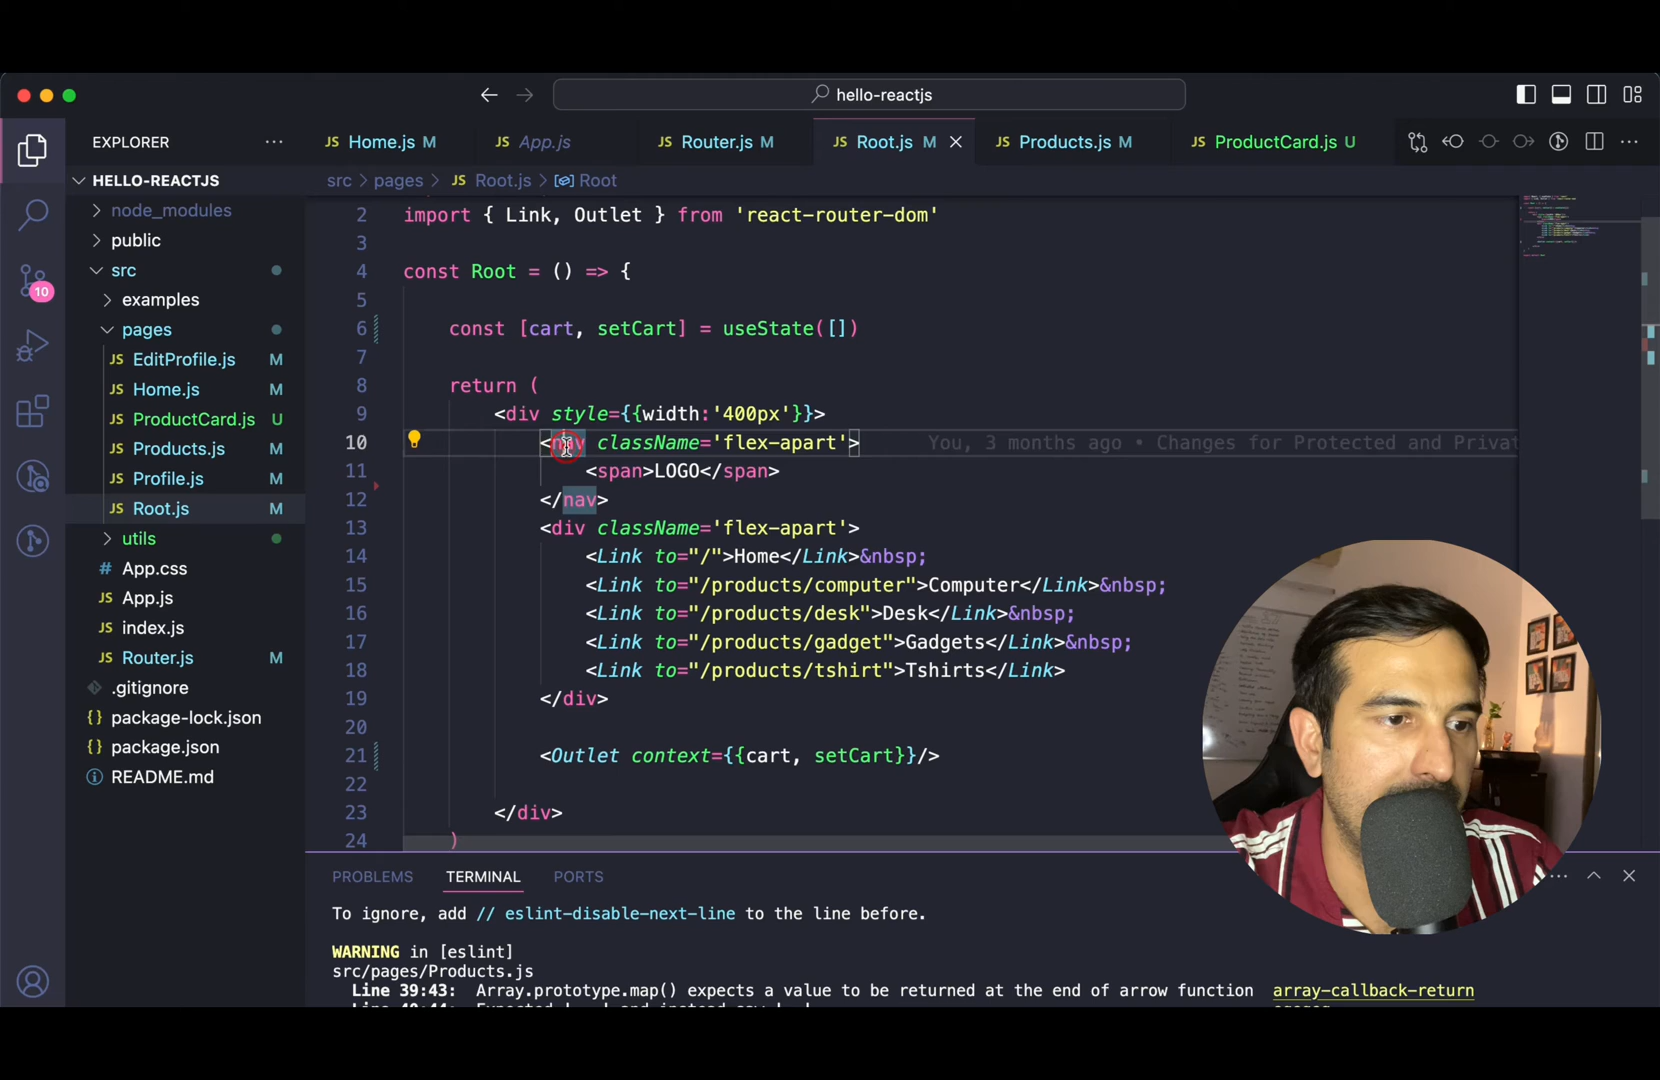 hello-reactjs
EXPLORER ...
JS Home.js M
JS App.js
JS Router.js M
JS Root.js M
JS Products.js M
JS ProductCard.js U
HELLO-REACTJS
src > pages > JS Root.js > Root
node_modules
public
src
examples
pages
JS EditProfile.js M
JS Home.js M
JS ProductCard.js U
JS Products.js M
JS Profile.js M
JS Root.js M
utils
# App.css
JS App.js
JS index.js
JS Router.js M
.gitignore
{} package-lock.json
{} package.json
README.md
10
2 import { Link, Outlet } from 'react-router-dom'
3
4 const Root = () => {
5
6 const [cart, setCart] = useState([])
7
8 return (
9 <div style={{width:'400px'}}>
10 <nav className='flex-apart'> You, 3 months ago • Changes for Protected and Privat
11 <span>LOGO</span>
12 </nav>
13 <div className='flex-apart'>
14 <Link to="/">Home</Link>&nbsp;
15 <Link to="/products/computer">Computer</Link>&nbsp;
16 <Link to="/products/desk">Desk</Link>&nbsp;
17 <Link to="/products/gadget">Gadgets</Link>&nbsp;
18 <Link to="/products/tshirt">Tshirts</Link>
19 </div>
20
21 <Outlet context={{cart, setCart}}/>
22
23 </div>
24 )
PROBLEMS TERMINAL PORTS
To ignore, add // eslint-disable-next-line to the line before.
WARNING in [eslint]
src/pages/Products.js
Line 39:43: Array.prototype.map() expects a value to be returned at the end of arrow function array-callback-return